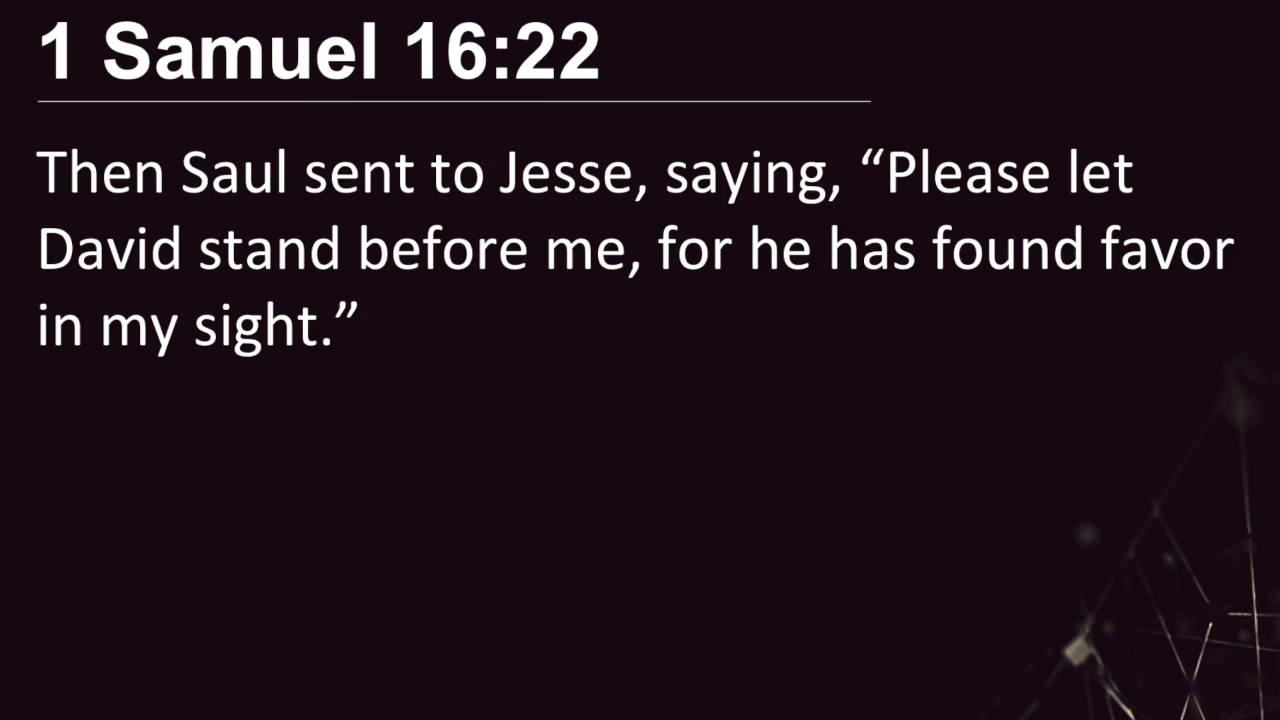 1 Samuel 16:22
Then Saul sent to Jesse, saying, “Please let
David stand before me, for he has found favor
in my sight.”